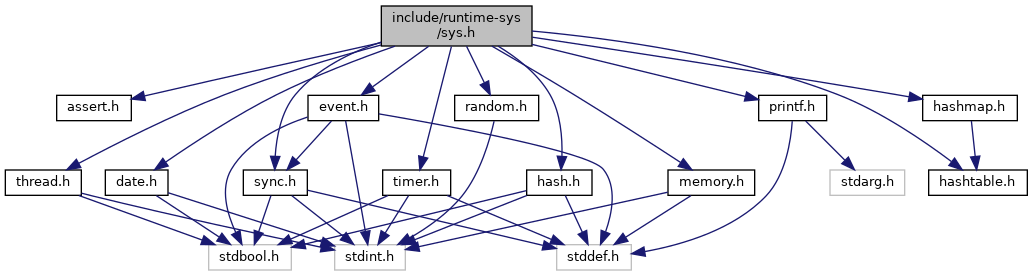 include/runtime-sys
/sys.h
assert.h
event.h
random.h
printf.h
hashmap.h
thread.h
date.h
sync.h
timer.h
hash.h
memory.h
stdarg.h
hashtable.h
stdbool.h
stdint.h
stddef.h